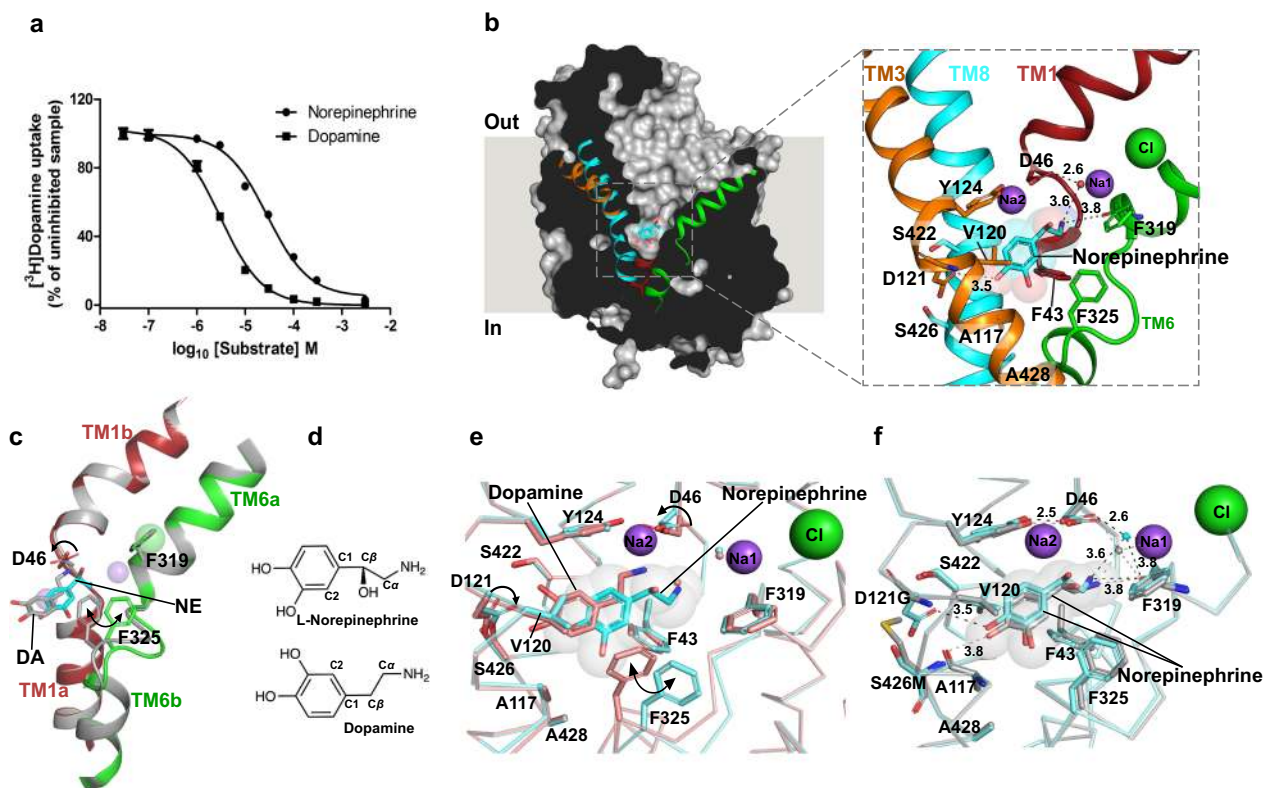 a
[³H]Dopamine uptake
(% of uninhibited sample)
120
80
40
0
-8 -7 -6 -5 -4 -3 -2
log₁₀ [Substrate] M
Norepinephrine
Dopamine
b
Out
In
TM3 TM8 TM1
Cl
D46
2.6
Na1
Y124
Na2
3.6
3.8
S422
V120
F319
Norepinephrine
D121
3.5
F43
F325
TM6
S426
A117
A428
c
TM1b
TM6a
D46
F319
NE
F325
DA
TM1a
TM6b
d
C1 Cβ
NH₂
HO
Cα
C2
OH
HO
L-Norepinephrine
HO
C2
Cα
NH₂
HO
C1 Cβ
Dopamine
e
Dopamine
Norepinephrine
D46
Y124
Na2
Cl
Na1
S422
D121
F319
V120
F43
S426
A117
F325
A428
f
D46
Y124
2.5
2.6
Cl
Na2
Na1
S422
3.6
3.8
V120
3.8
F319
D121G
3.5
Norepinephrine
3.8
F43
S426M
A117
F325
A428